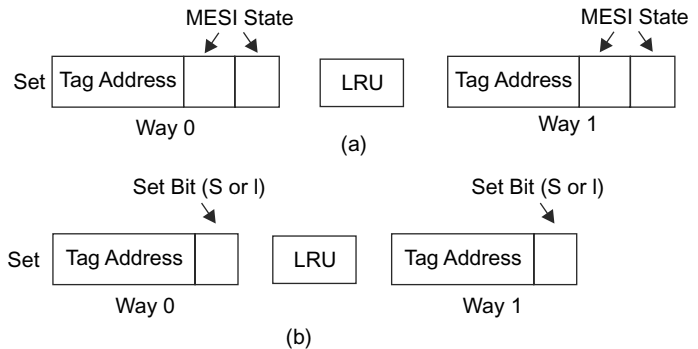 MESI State
MESI State
Set
Tag Address
LRU
Tag Address
Way 0
Way 1
(a)
Set Bit (S or l)
Set Bit (S or l)
Set
Tag Address
LRU
Tag Address
Way 0
Way 1
(b)